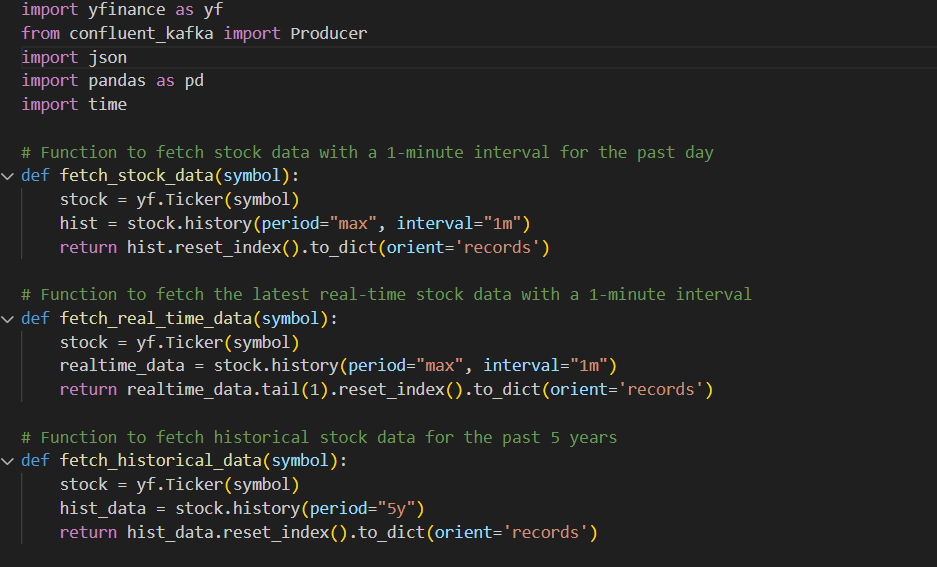 import yfinance as yf
from confluent_kafka import Producer
import json
import pandas as pd
import time
# Function to fetch stock data with a 1-minute interval for the past day
def fetch_stock_data(symbol):
    stock = yf.Ticker(symbol)
    hist = stock.history(period="max", interval="1m")
    return hist.reset_index().to_dict(orient='records')
# Function to fetch the latest real-time stock data with a 1-minute interval
def fetch_real_time_data(symbol):
    stock = yf.Ticker(symbol)
    realtime_data = stock.history(period="max", interval="1m")
    return realtime_data.tail(1).reset_index().to_dict(orient='records')
# Function to fetch historical stock data for the past 5 years
def fetch_historical_data(symbol):
    stock = yf.Ticker(symbol)
    hist_data = stock.history(period="5y")
    return hist_data.reset_index().to_dict(orient='records')